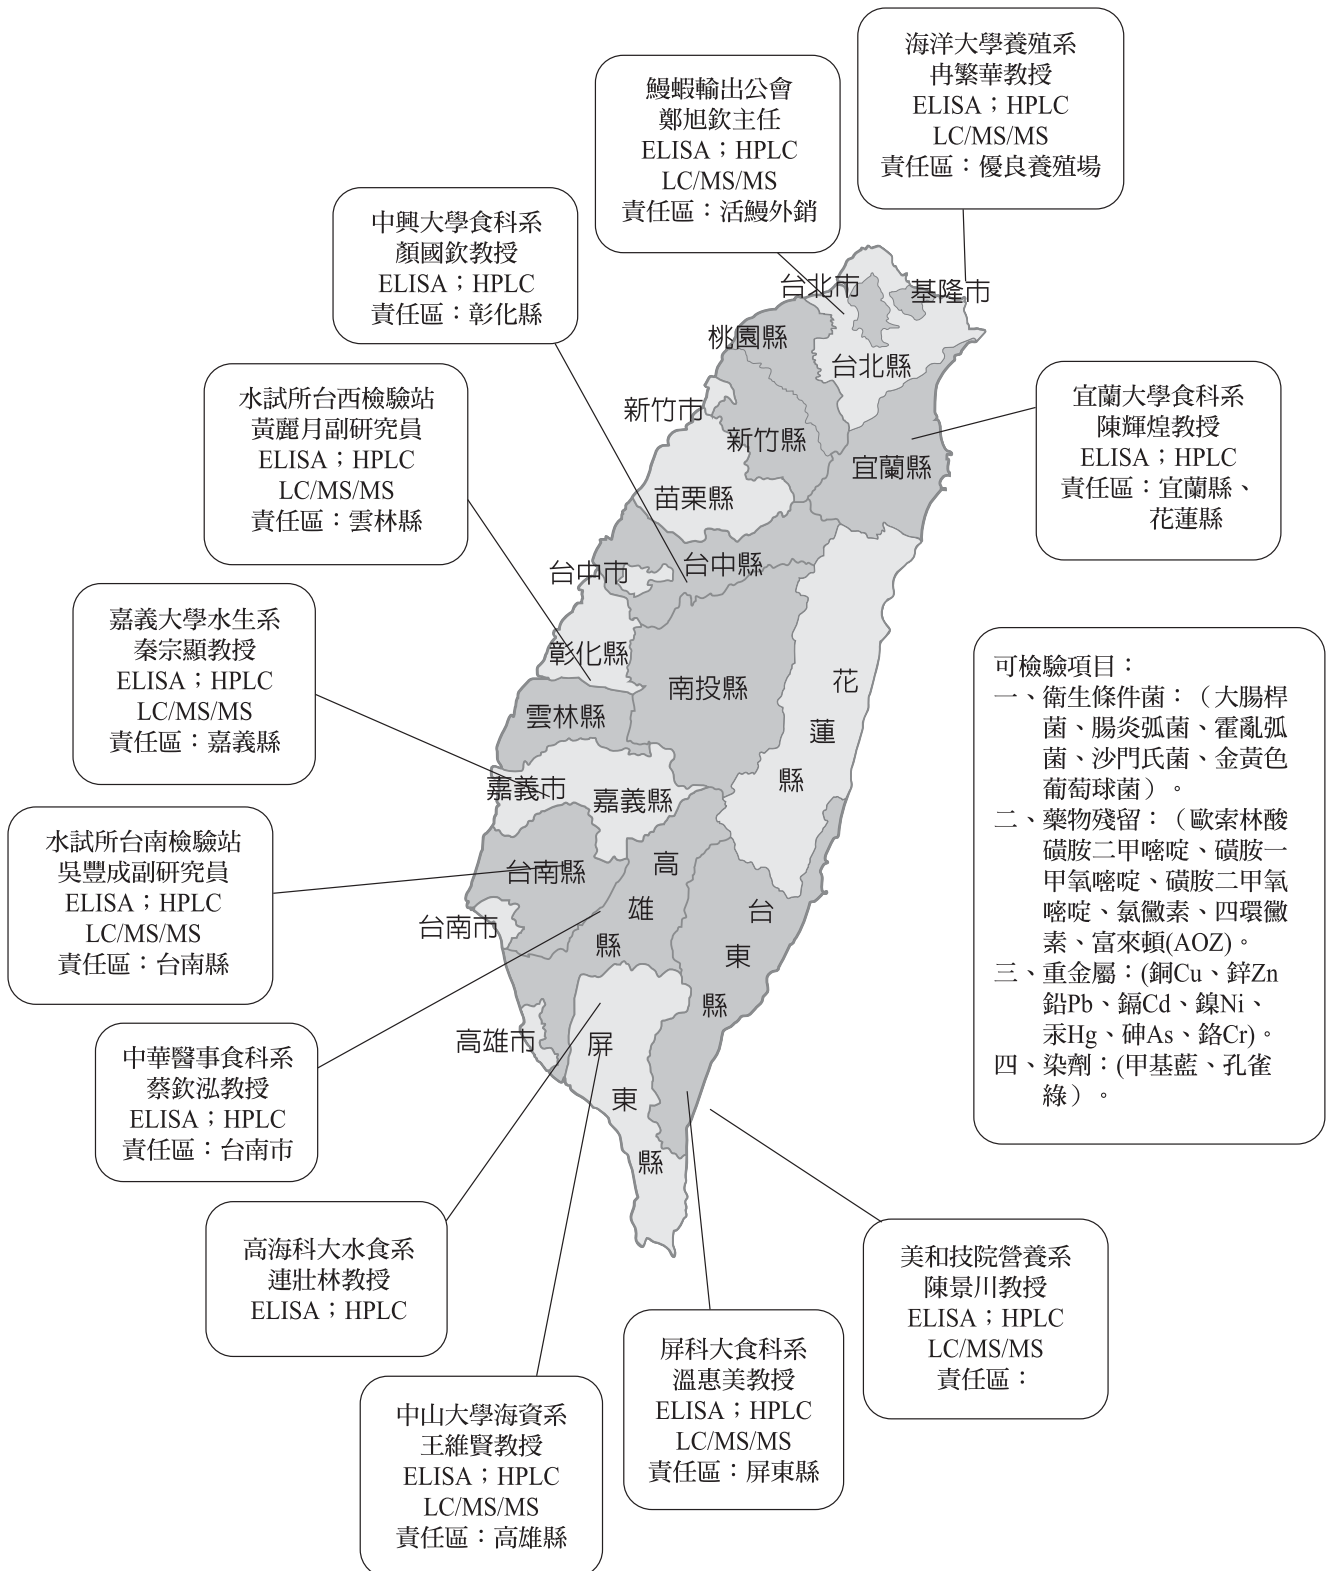 海洋大學養殖系
冉繁華教授
ELISA；HPLC
LC/MS/MS
責任區：優良養殖場
鰻蝦輸出公會
鄭旭欽主任
ELISA；HPLC
LC/MS/MS
責任區：活鰻外銷
中興大學食科系
顏國欽教授
ELISA；HPLC
責任區：彰化縣
水試所台西檢驗站
黃麗月副研究員
ELISA；HPLC
LC/MS/MS
責任區：雲林縣
宜蘭大學食科系
陳輝煌教授
ELISA；HPLC
責任區：宜蘭縣、
花蓮縣
嘉義大學水生系
秦宗顯教授
ELISA；HPLC
LC/MS/MS
責任區：嘉義縣
水試所台南檢驗站
吳豐成副研究員
ELISA；HPLC
LC/MS/MS
責任區：台南縣
中華醫事食科系
蔡欽泓教授
ELISA；HPLC
責任區：台南市
高海科大水食系
連壯林教授
ELISA；HPLC
中山大學海資系
王維賢教授
ELISA；HPLC
LC/MS/MS
責任區：高雄縣
屏科大食科系
溫惠美教授
ELISA；HPLC
LC/MS/MS
責任區：屏東縣
美和技院營養系
陳景川教授
ELISA；HPLC
LC/MS/MS
責任區：
可檢驗項目：
一、衛生條件菌：（大腸桿
菌、腸炎弧菌、霍亂弧
菌、沙門氏菌、金黃色
葡萄球菌）。
二、藥物殘留：（歐索林酸
磺胺二甲嘧啶、磺胺一
甲氧嘧啶、磺胺二甲氧
嘧啶、氯黴素、四環黴
素、富來頓(AOZ)。
三、重金屬：(銅Cu、鋅Zn
鉛Pb、鎘Cd、鎳Ni、
汞Hg、砷As、鉻Cr)。
四、染劑：(甲基藍、孔雀
綠）。
台北市
基隆市
桃園縣
台北縣
新竹市
新竹縣
宜蘭縣
苗栗縣
台中縣
台中市
彰化縣
南投縣
花蓮縣
雲林縣
嘉義市
嘉義縣
台南縣
高雄縣
台東縣
台南市
高雄市
屏東縣